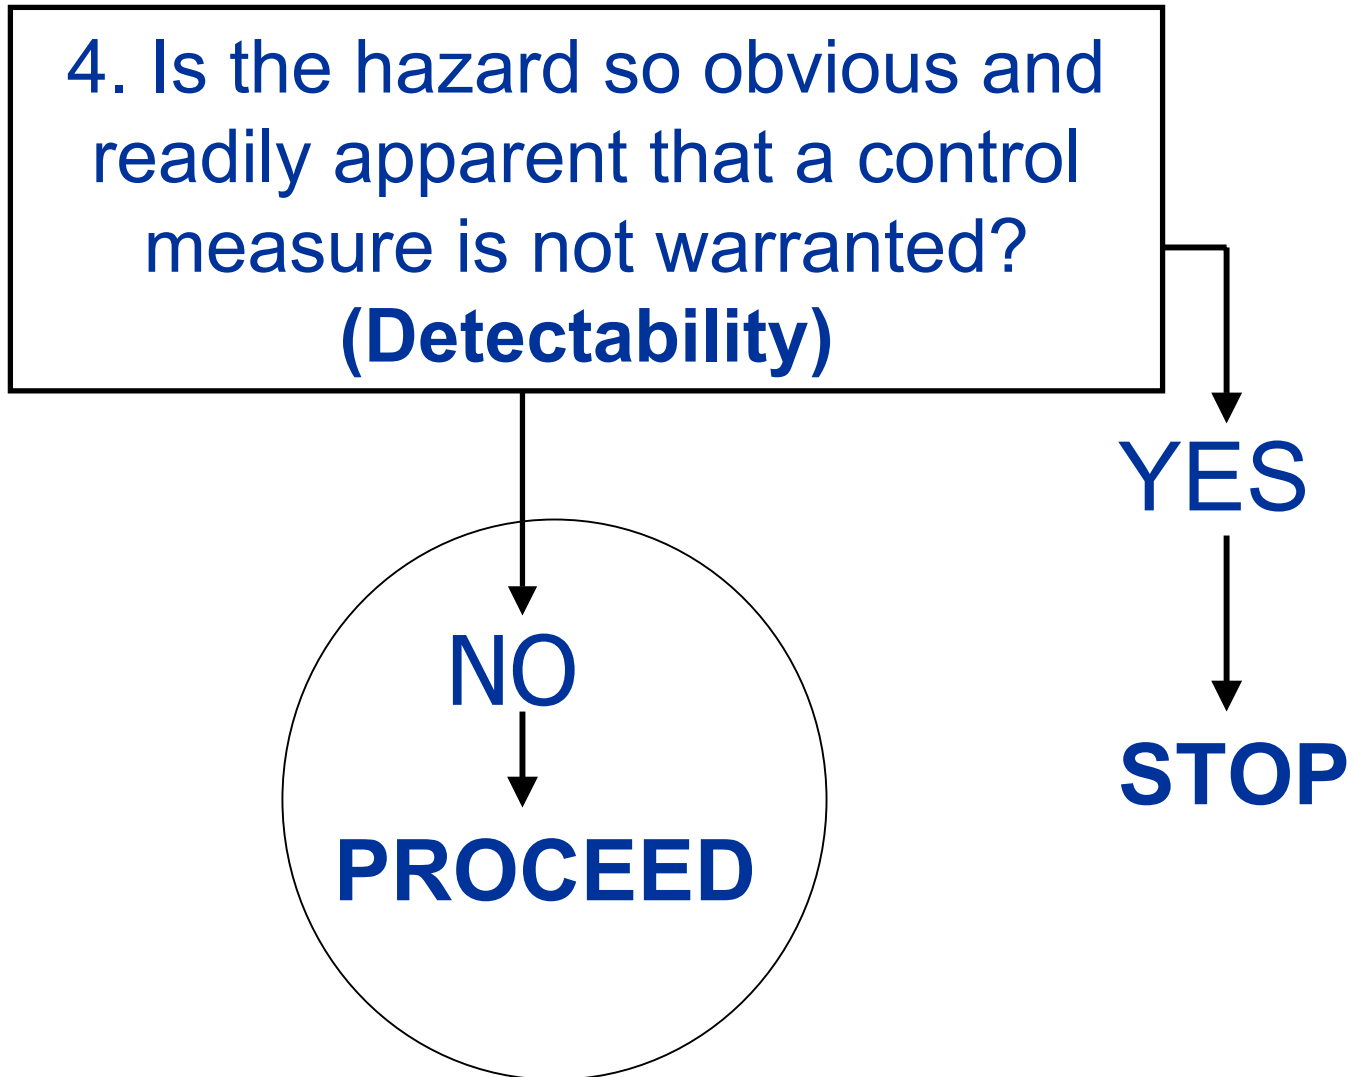 4. Is the hazard so obvious and
readily apparent that a control
measure is not warranted?
(Detectability)
YES
NO
STOP
PROCEED